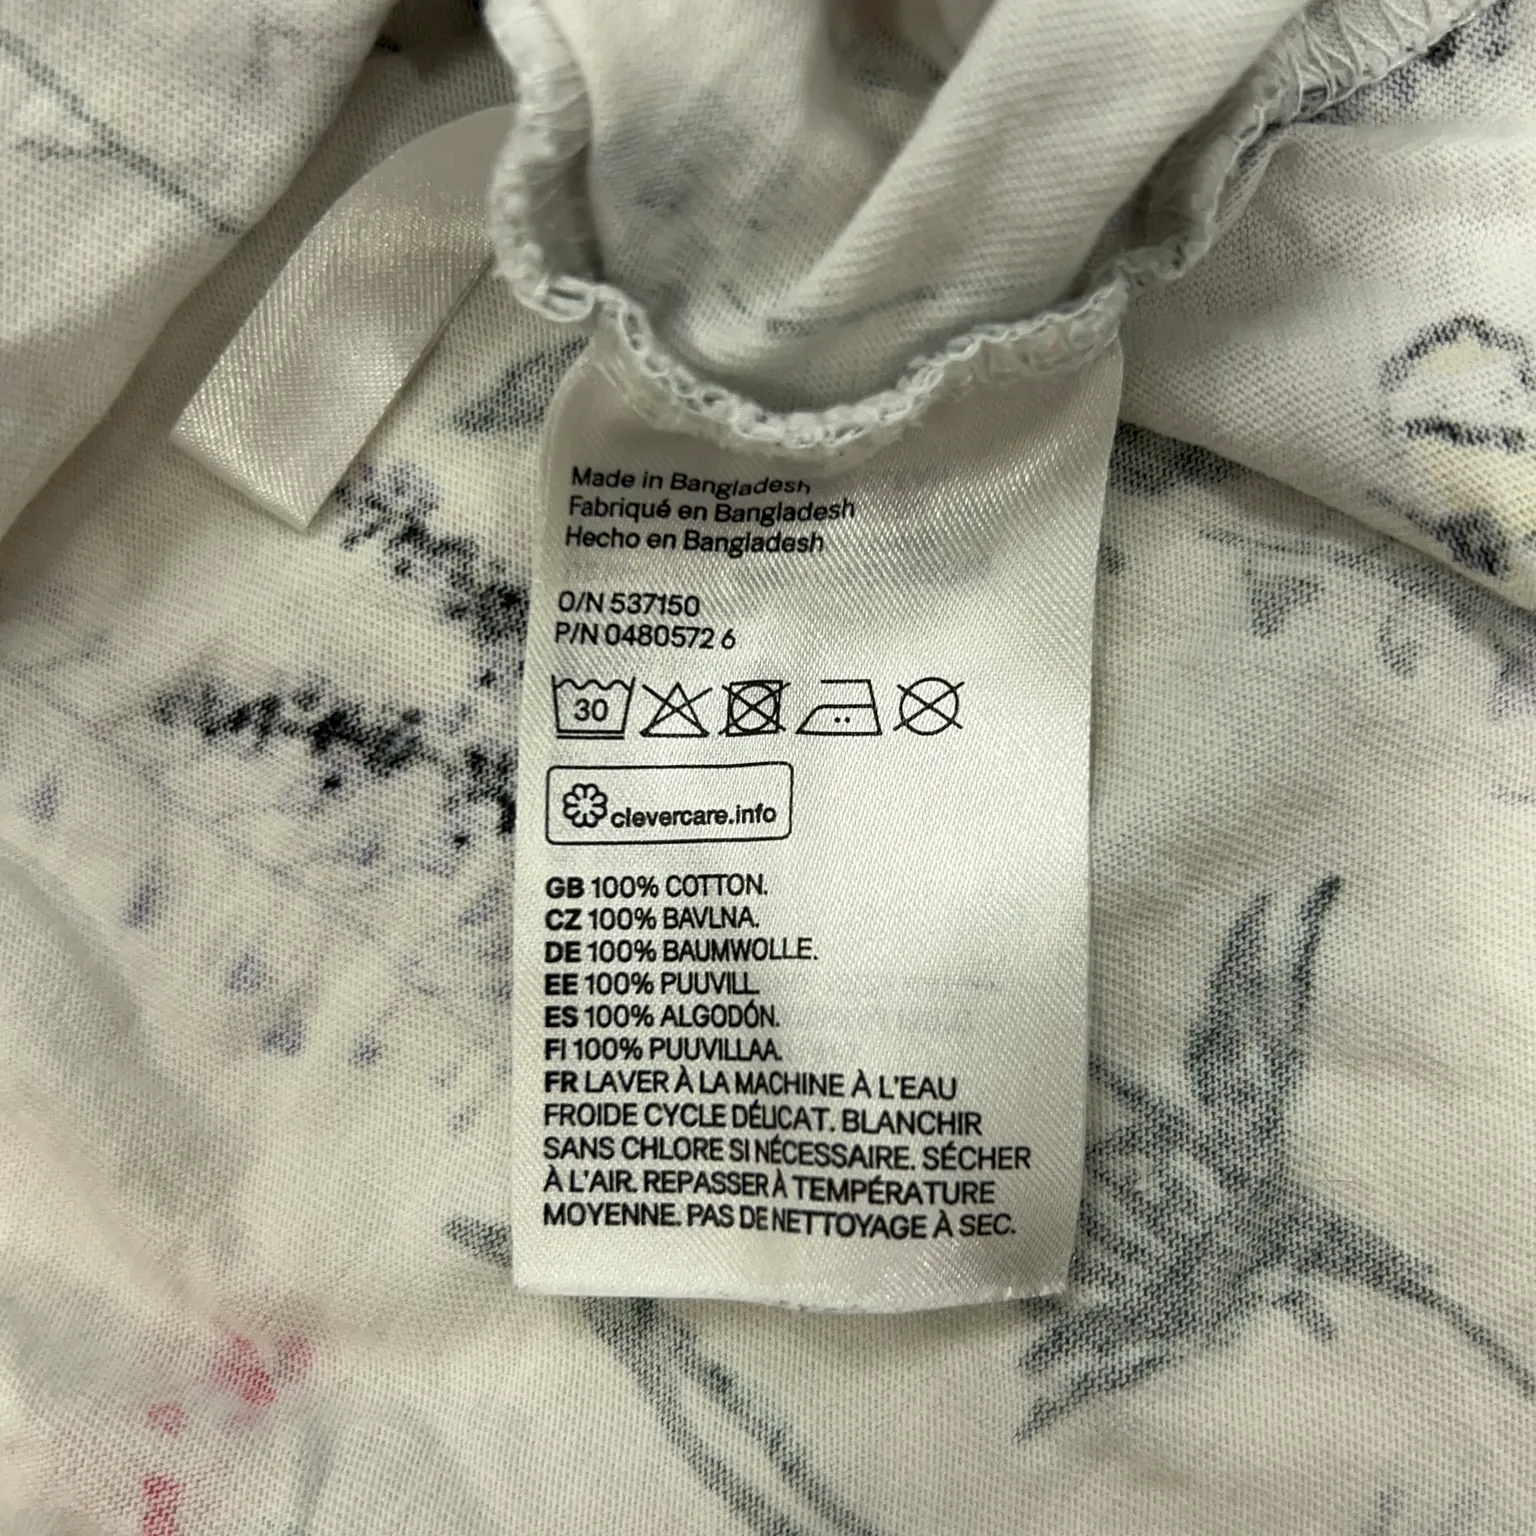 Made in Bangladesh
Fabriqué en Bangladesh
Hecho en Bangladesh
O/N 537150
P/N 0480572 6
30
clevercare.info
GB 100% COTTON.
CZ 100% BAVLNA.
DE 100% BAUMWOLLE.
EE 100% PUUVILL
ES 100% ALGODÓN.
FI 100% PUUVILLAA.
FR LAVER À LA MACHINE À L'EAU
FROIDE CYCLE DÉLICAT. BLANCHIR
SANS CHLORE SI NÉCESSAIRE. SÉCHER
À L'AIR. REPASSER À TEMPÉRATURE
MOYENNE. PAS DE NETTOYAGE À SEC.